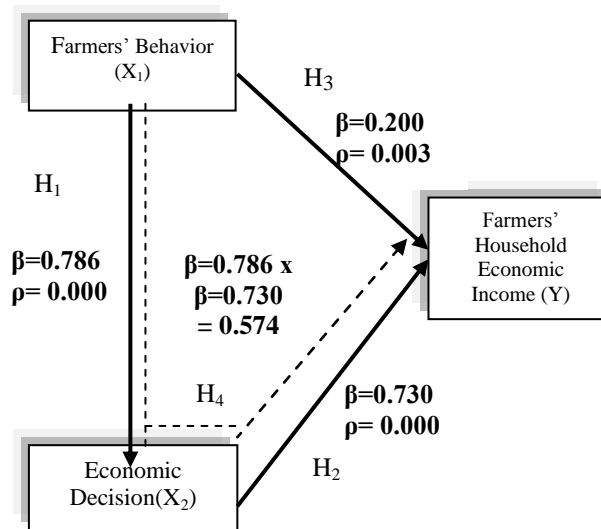 Farmers’ Behavior
(X₁)
H₃
β=0.200
ρ= 0.003
H₁
β=0.786
ρ= 0.000
β=0.786 x
β=0.730
= 0.574
Farmers’
Household
Economic
Income (Y)
H₄
β=0.730
ρ= 0.000
H₂
Economic
Decision(X₂)